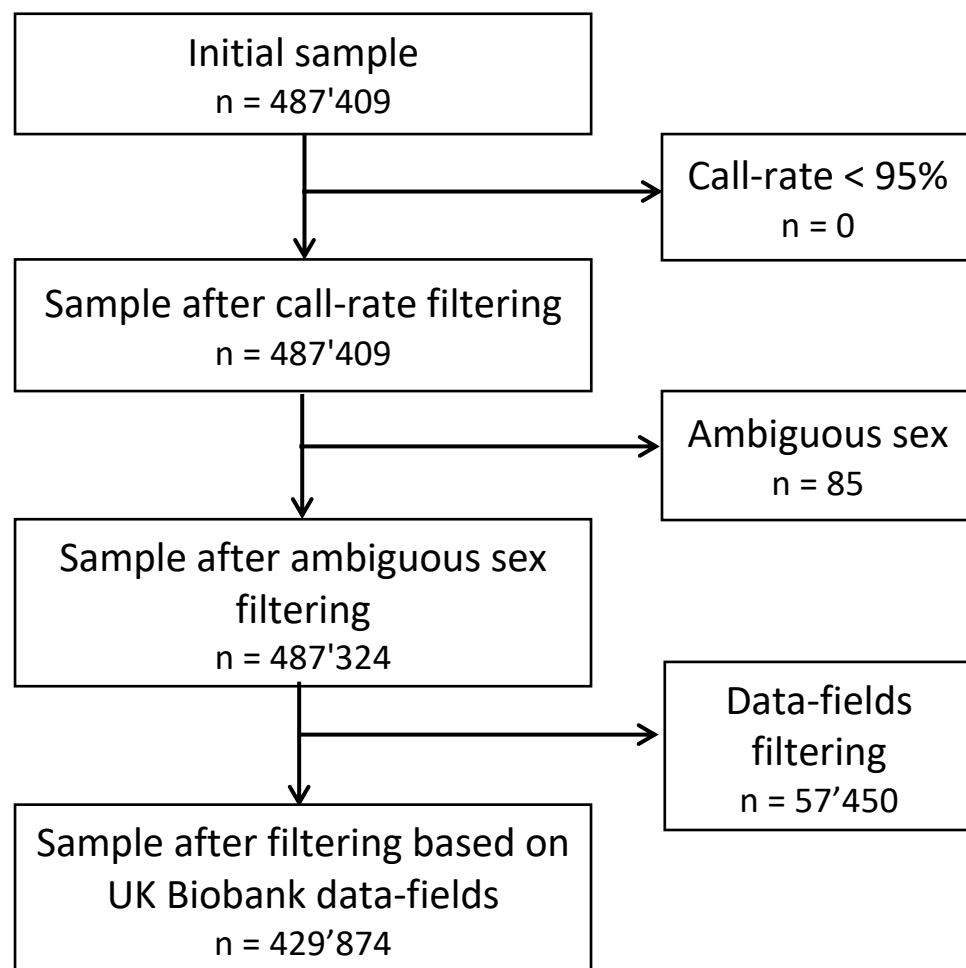 Initial sample
n = 487'409
Call-rate < 95%
n = 0
Sample after call-rate filtering
n = 487'409
Ambiguous sex
n = 85
Sample after ambiguous sex
filtering
n = 487'324
Data-fields
filtering
n = 57’450
Sample after filtering based on
UK Biobank data-fields
n = 429’874